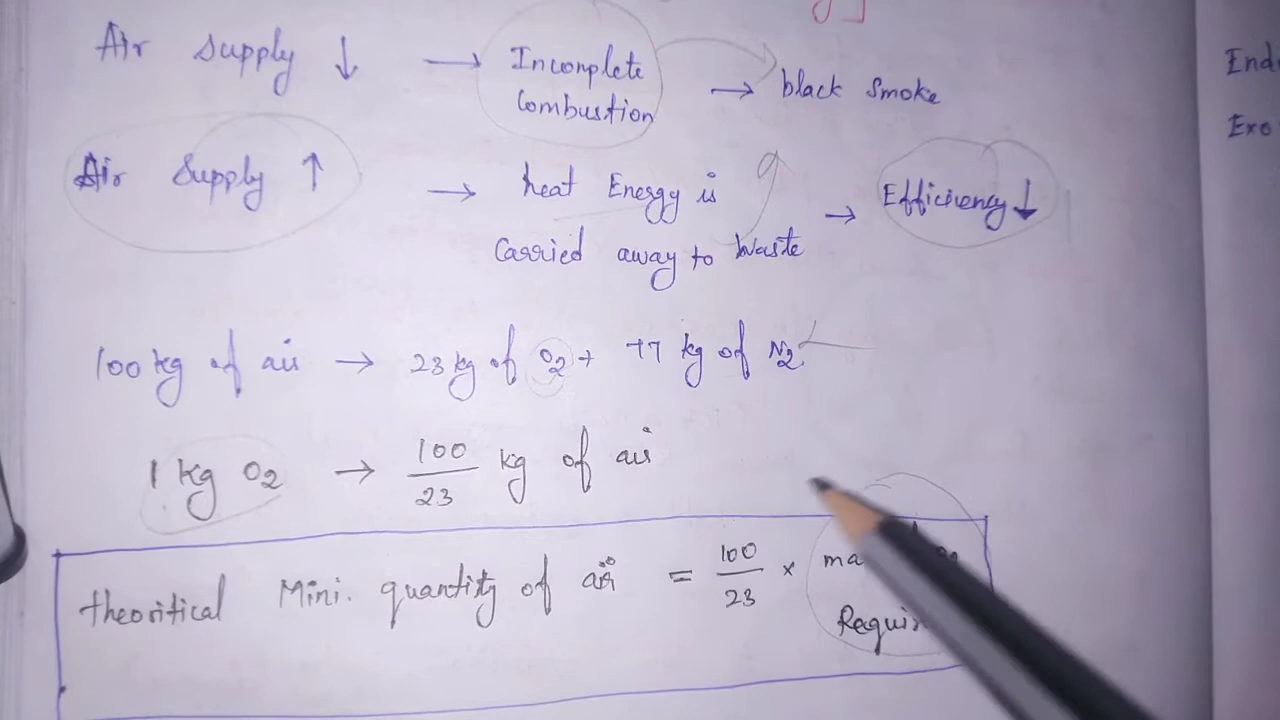 Air Supply ↓ → Incomplete Combustion → black Smoke
Air Supply ↑ → heat Energy is Carried away to Waste → Efficiency ↓
100 kg of air → 23 kg of O2 + 77 kg of N2
1 kg O2 → 100/23 kg of air
theoritical Mini. quantity of air = 100/23 ×
End
Exo